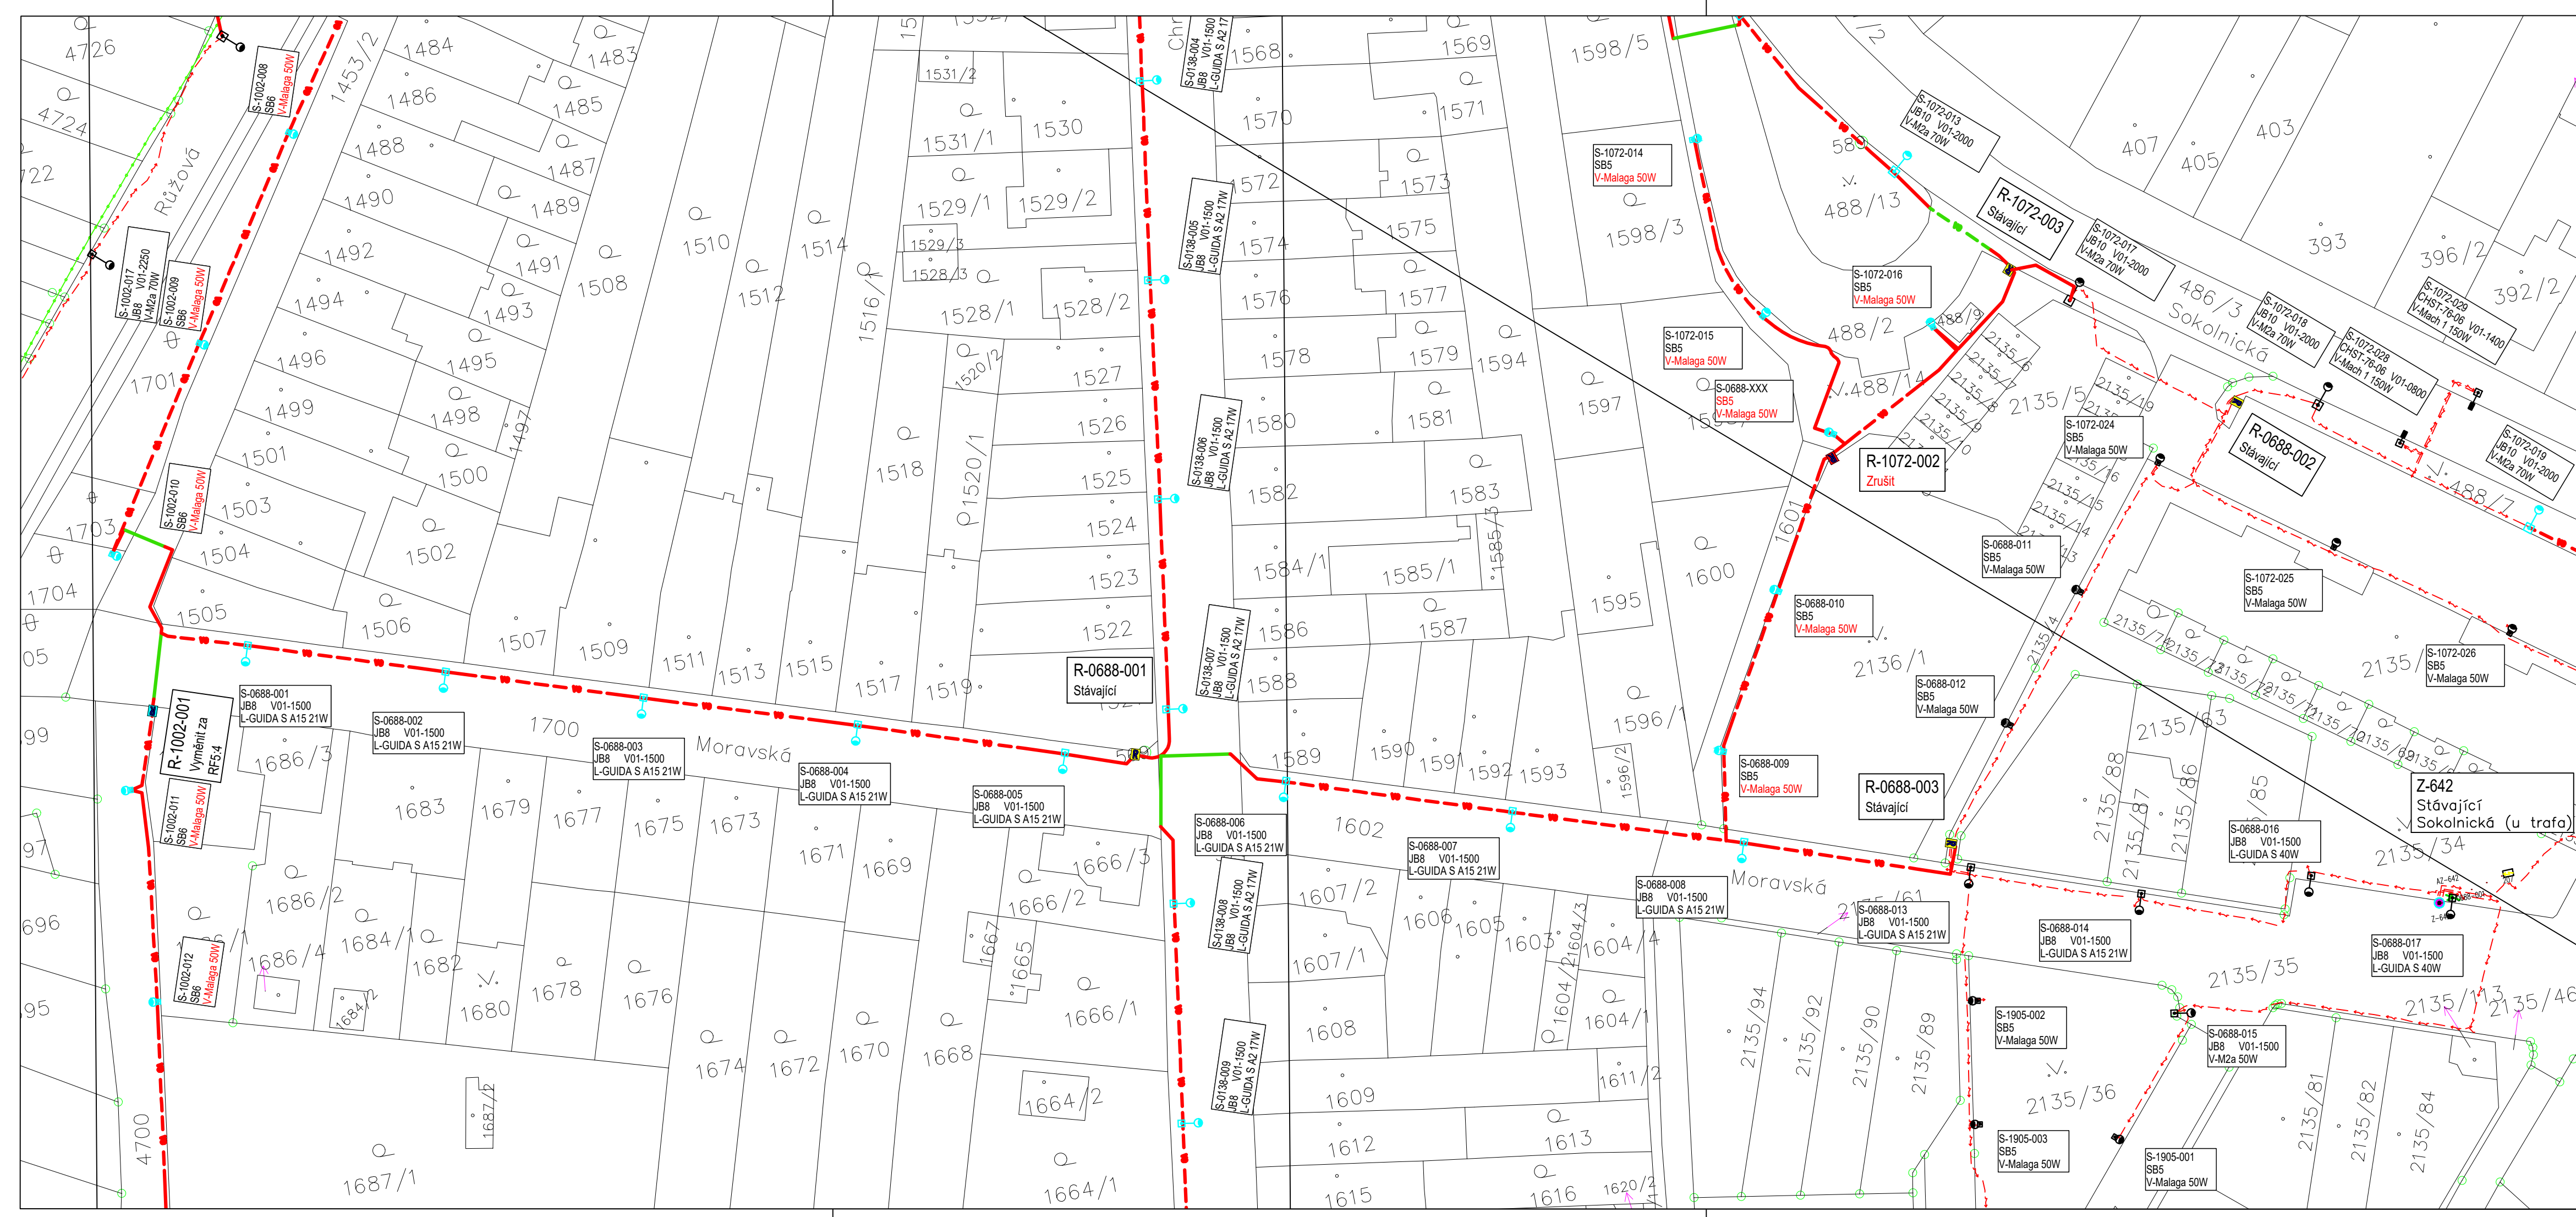 S-1002-008
SB6
V-Malaga 50W
S-1002-017
JB8 V01-2250
V-M2a 70W
S-1002-009
SB6
V-Malaga 50W
S-1002-010
SB6
V-Malaga 50W
R-1002-001
Vyměnit za
RF5:4
S-1002-011
SB6
V-Malaga 50W
S-1002-012
SB6
V-Malaga 50W
S-0688-001
JB8 V01-1500
L-GUIDA S A15 21W
S-0688-002
JB8 V01-1500
L-GUIDA S A15 21W
S-0688-003
JB8 V01-1500
L-GUIDA S A15 21W
S-0688-004
JB8 V01-1500
L-GUIDA S A15 21W
S-0688-005
JB8 V01-1500
L-GUIDA S A15 21W
R-0688-001
Stávající
S-0138-004
JB8 V01-1500
L-GUIDA S A2 17
S-0138-005
JB8 V01-1500
L-GUIDA S A2 17W
S-0138-006
JB8 V01-1500
L-GUIDA S A2 17W
S-0138-007
JB8 V01-1500
L-GUIDA S A2 17W
S-0688-006
JB8 V01-1500
L-GUIDA S A15 21W
S-0138-008
JB8 V01-1500
L-GUIDA S A2 17W
S-0138-009
JB8 V01-1500
L-GUIDA S A2 17W
S-0688-007
JB8 V01-1500
L-GUIDA S A15 21W
S-0688-008
JB8 V01-1500
L-GUIDA S A15 21W
S-1072-014
SB5
V-Malaga 50W
S-1072-013
JB10 V01-2000
V-M2a 70W
R-1072-003
Stávající
S-1072-017
JB10 V01-2000
V-M2a 70W
S-1072-016
SB5
V-Malaga 50W
S-1072-015
SB5
V-Malaga 50W
S-0688-XXX
SB5
V-Malaga 50W
S-1072-018
JB10 V01-2000
V-M2a 70W
S-1072-029
CHST-76-06 V01-1400
V-Mach 1 150W
S-1072-028
CHST-76-06 V01-0800
V-Mach 1 150W
S-1072-019
JB10 V01-2000
V-M2a 70W
R-0688-002
Stávající
R-1072-002
Zrušit
S-1072-024
SB5
V-Malaga 50W
S-0688-011
SB5
V-Malaga 50W
S-1072-025
SB5
V-Malaga 50W
S-1072-026
SB5
V-Malaga 50W
S-0688-010
SB5
V-Malaga 50W
S-0688-012
SB5
V-Malaga 50W
S-0688-009
SB5
V-Malaga 50W
R-0688-003
Stávající
Z-642
Stávající
Sokolnická (u trafa)
S-0688-016
JB8 V01-1500
L-GUIDA S 40W
S-0688-013
JB8 V01-1500
L-GUIDA S A15 21W
S-0688-014
JB8 V01-1500
L-GUIDA S A15 21W
S-0688-017
JB8 V01-1500
L-GUIDA S 40W
S-1905-002
SB5
V-Malaga 50W
S-0688-015
JB8 V01-1500
V-M2a 50W
S-1905-003
SB5
V-Malaga 50W
S-1905-001
SB5
V-Malaga 50W
Růžová
Moravská
Moravská
Sokolnická
AZ-642
4726
4724
1453/2
1484
1483
1486
1485
1488
1487
1490
1489
1492
1491
1494
1493
1496
1495
1499
1498
1497
1501
1500
1503
1502
1504
1505
1506
1507
1508
1509
1510
1511
1512
1513
1514
1515
1517
1518
1519
1520/2
1522
1523
1524
1525
1526
1527
1528/1
1528/2
1528/3
1529/1
1529/2
1529/3
1530
1531/1
1531/2
1568
1569
1570
1571
1572
1573
1574
1575
1576
1577
1578
1579
1580
1581
1582
1583
1584/1
1585/1
1585/3
1586
1587
1588
1589
1590
1591
1592
1593
1594
1595
1596/1
1596/2
1597
1598/3
1598/5
1600
1601
1602
1603
1604/1
1604/2
1604/3
1604/4
1605
1606
1607/1
1607/2
1608
1609
1611/2
1612
1613
1615
1616
1620/2
1664/1
1664/2
1665
1666/1
1666/2
1666/3
1667
1668
1669
1670
1671
1672
1673
1674
1675
1676
1677
1678
1679
1680
1682
1683
1684/1
1684/2
1686/2
1686/3
1686/4
1687/1
1687/2
1700
1701
1703
1704
4700
407
405
403
393
396/2
392/2
486/3
488/13
488/2
488/9
488/14
488/7
2135/5
2135/4
2136/1
2135/63
2135/88
2135/87
2135/86
2135/34
2135/61
2135/35
2135/113
2135/46
2135/36
2135/94
2135/92
2135/90
2135/89
2135/81
2135/82
2135/84